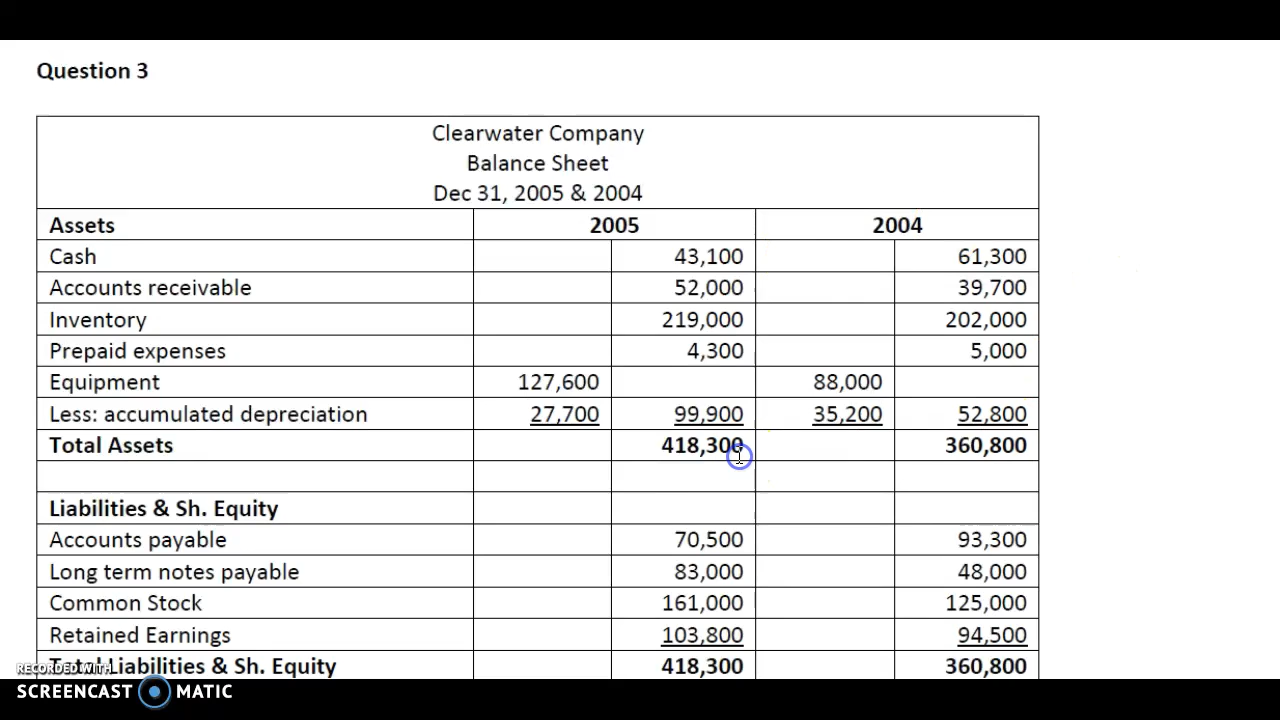 Question 3
Clearwater Company
Balance Sheet
Dec 31, 2005 & 2004
Assets 2005 2004
Cash 43,100 61,300
Accounts receivable 52,000 39,700
Inventory 219,000 202,000
Prepaid expenses 4,300 5,000
Equipment 127,600 88,000
Less: accumulated depreciation 27,700 99,900 35,200 52,800
Total Assets 418,300 360,800
Liabilities & Sh. Equity
Accounts payable 70,500 93,300
Long term notes payable 83,000 48,000
Common Stock 161,000 125,000
Retained Earnings 103,800 94,500
Total Liabilities & Sh. Equity 418,300 360,800
RECORDED WITH
SCREENCAST MATIC